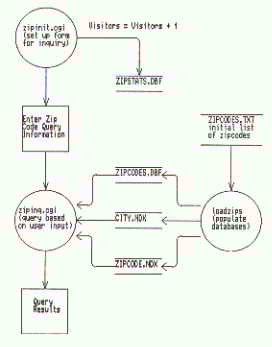 zipinit.cgi
(set up form
for inquiry)
Visitors = Visitors + 1
ZIPSTATS.DBF
Enter Zip
Code Query
Information
ZIPCODES.TXT
initial list
of zipcodes
ZIPCODES.DBF
zipinq.cgi
(query based
on user input)
CITY.NDX
loadzips
(populate
databases)
ZIPCODE.NDX
Query
Results